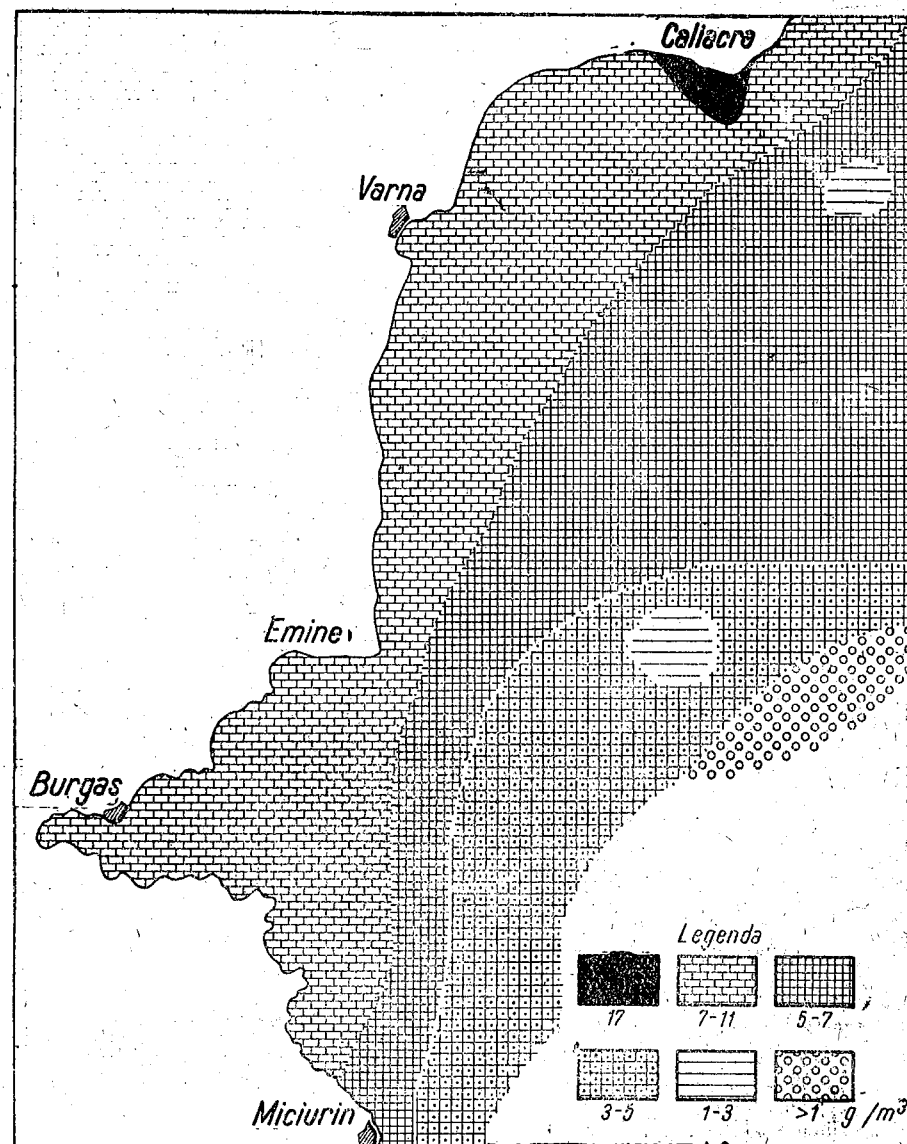 Caliacra
Varna
Emine
Burgas
Miciurin
Legenda
17 7-11 5-7
3-5 1-3 >1 g/m³